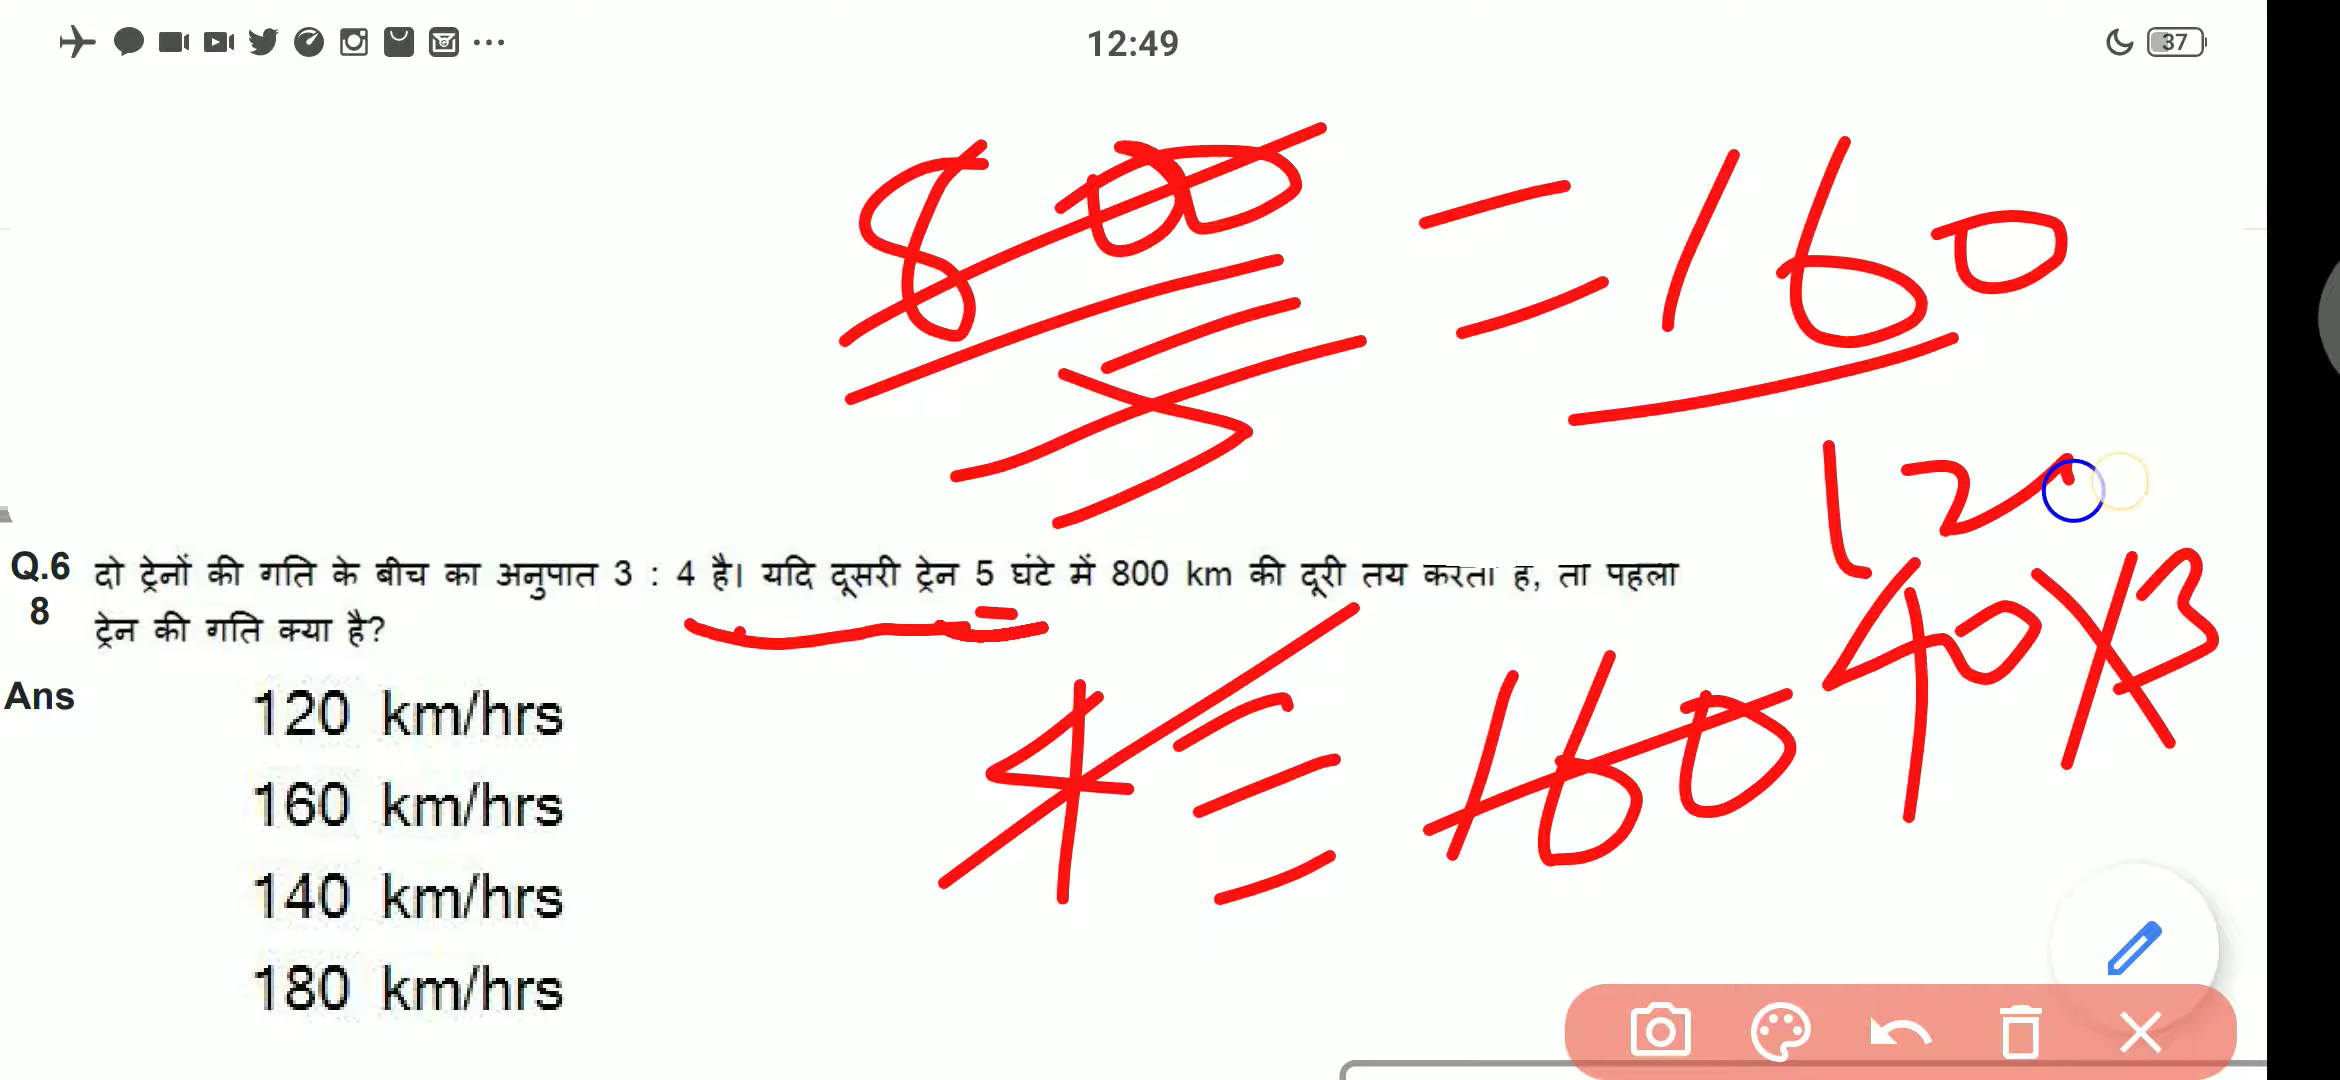 12:49
37
800 = 160
5
120
Q.6 दो ट्रेनों की गति के बीच का अनुपात 3 : 4 है। यदि दूसरी ट्रेन 5 घंटे में 800 km की दूरी तय करता ह, ता पहला
8 ट्रेन की गति क्या है?
40×3
4 = 160
Ans
120 km/hrs
160 km/hrs
140 km/hrs
180 km/hrs